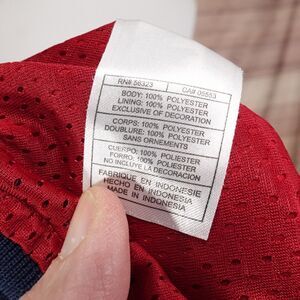 RN# 56323 CA# 05553
BODY: 100% POLYESTER
LINING: 100% POLYESTER
EXCLUSIVE OF DECORATION
CORPS: 100% POLYESTER
DOUBLURE: 100% POLYESTER
SANS ORNEMENTS
CUERPO: 100% POLIESTER
FORRO: 100% POLIESTER
NO INCLUYE LA DECORACION
FABRIQUE EN INDONESIE
HECHO EN INDONESIA
MADE IN INDONESIA